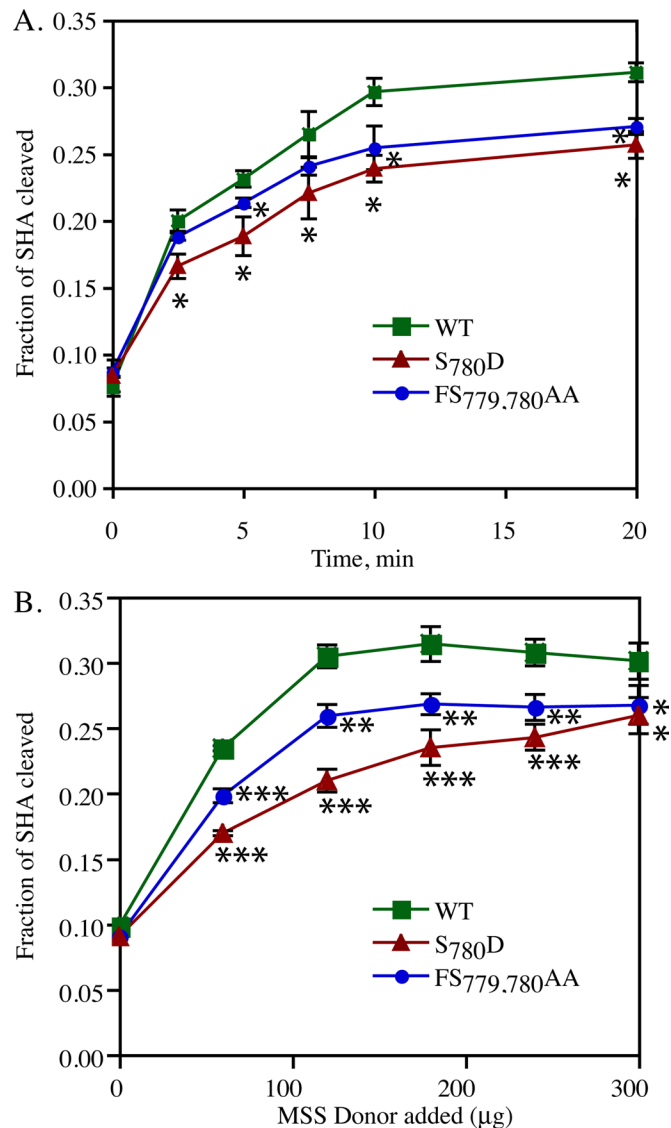 A.
0.35
0.30
0.25
0.20
0.15
0.10
0.05
0.00
Fraction of SHA cleaved
*
*
*
*
*
*
*
*
WT
S780D
FS779,780AA
0 5 10 15 20
Time, min
B.
0.35
0.30
0.25
0.20
0.15
0.10
0.05
0.00
Fraction of SHA cleaved
***
***
**
***
**
***
**
***
*
*
WT
S780D
FS779,780AA
0 100 200 300
MSS Donor added (μg)